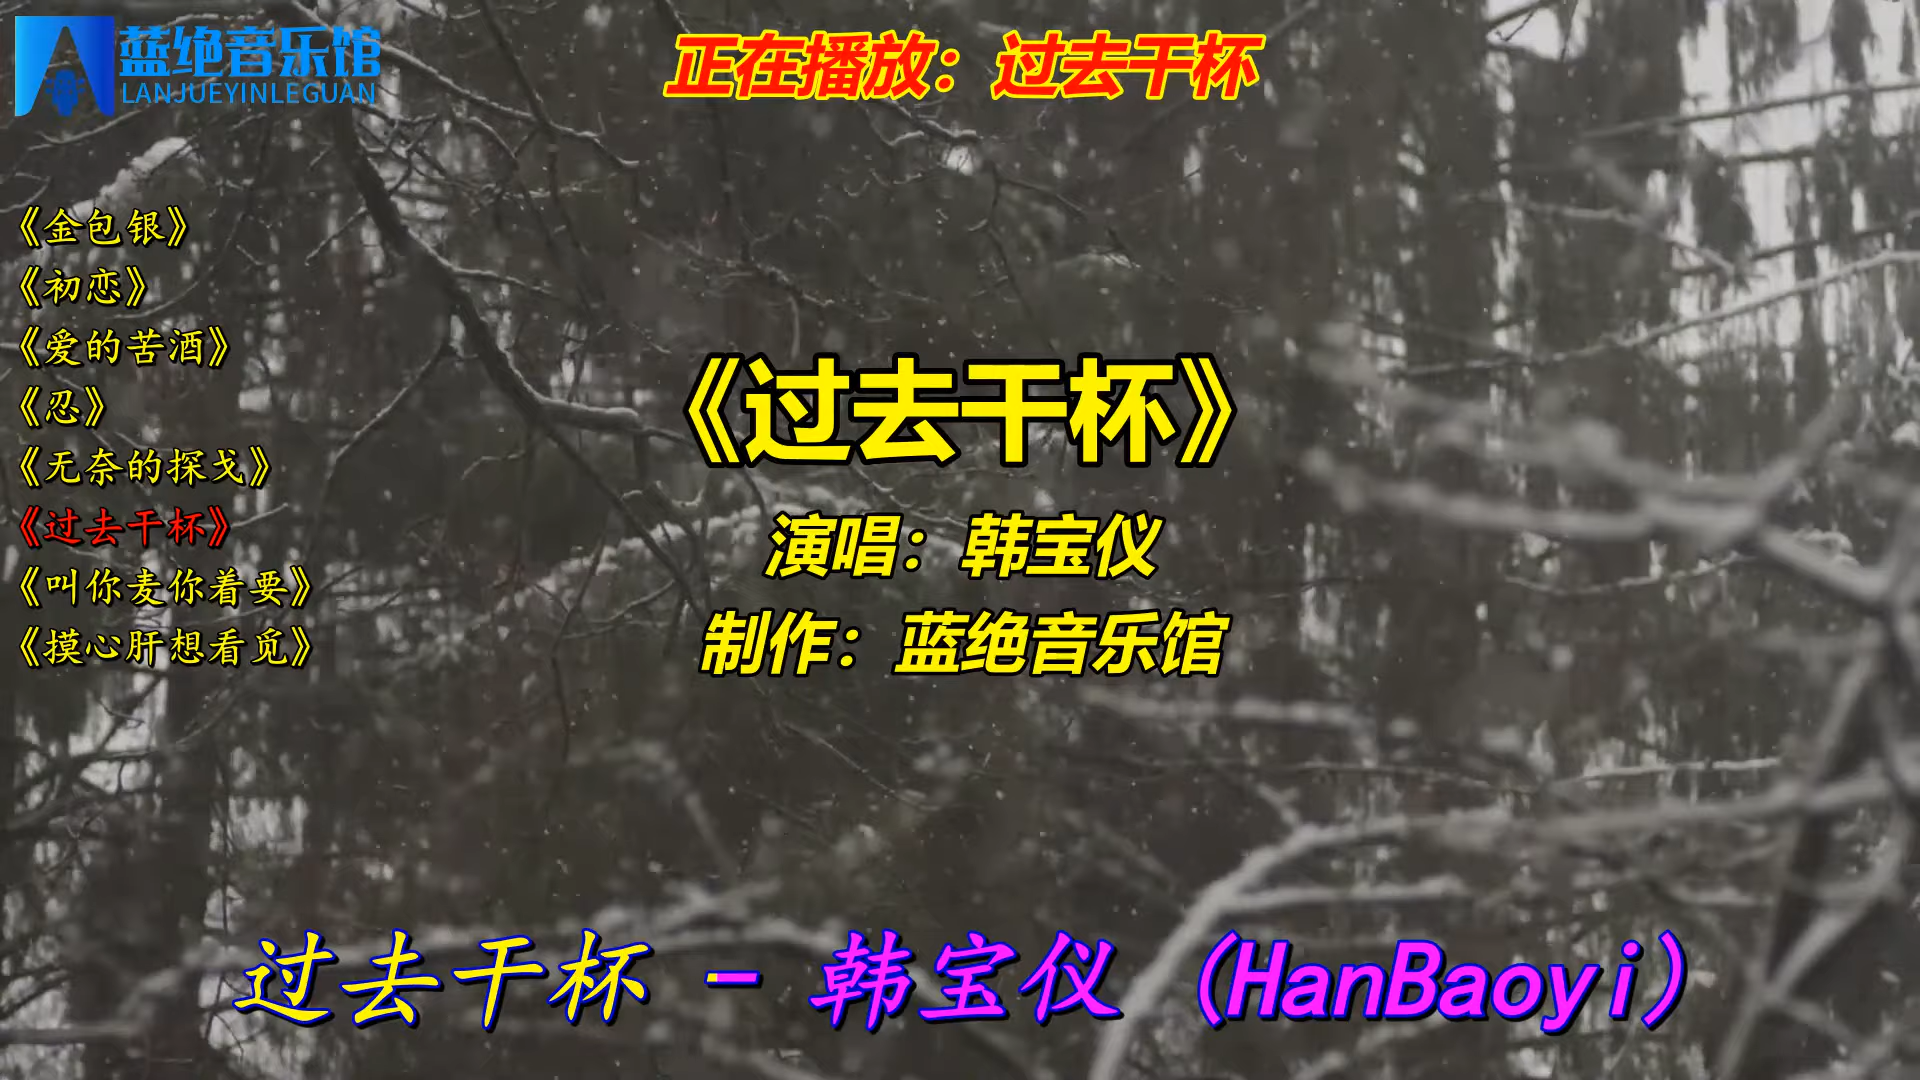 蓝绝音乐馆
LANJUEYINLEGUAN
正在播放：过去干杯
《金包银》
《初恋》
《爱的苦酒》
《忍》
《无奈的探戈》
《过去干杯》
《叫你麦你着要》
《摸心肝想看觅》
《过去干杯》
演唱：韩宝仪
制作：蓝绝音乐馆
过去干杯 - 韩宝仪 (HanBaoyi)